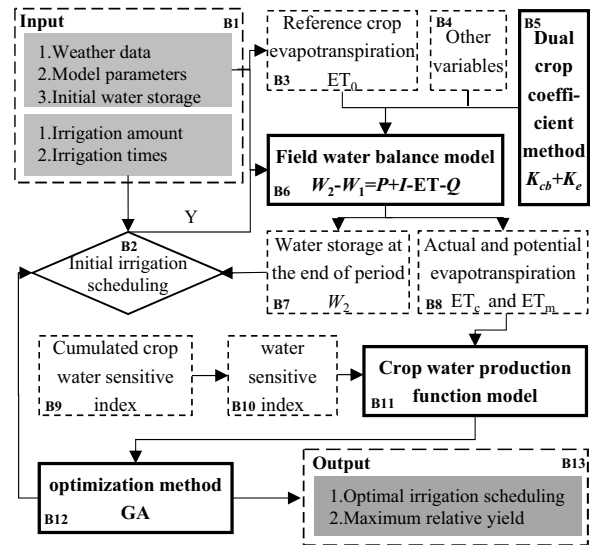 Input B1
1.Weather data
2.Model parameters
3.Initial water storage
1.Irrigation amount
2.Irrigation times
Reference crop
evapotranspiration
B3 ET0
B4
Other
variables
B5
Dual
crop
coeffi-
cient
method
Kcb+Ke
Field water balance model
B6 W2-W1=P+I-ET-Q
Y
B2
Initial irrigation
scheduling
Water storage at
the end of period
B7 W2
Actual and potential
evapotranspiration
B8 ETc and ETm
Cumulated crop
water sensitive
B9 index
water
sensitive
B10 index
Crop water production
function model
B11
optimization method
B12 GA
Output B13
1.Optimal irrigation scheduling
2.Maximum relative yield